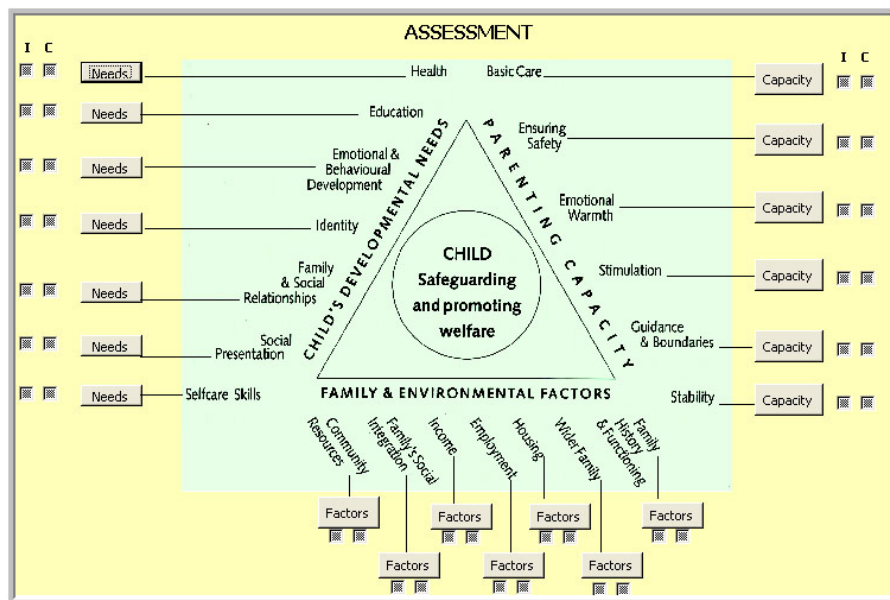 ASSESSMENT
I C
I C
Needs
Health
Basic Care
Capacity
Needs
Education
Ensuring
Safety
Capacity
Needs
Emotional &
Behavioural
Development
Emotional
Warmth
Capacity
Needs
Identity
Stimulation
Capacity
Needs
Family
& Social
Relationships
Guidance
& Boundaries
Capacity
Needs
Social
Presentation
Stability
Capacity
Needs
Selfcare Skills
CHILD'S DEVELOPMENTAL NEEDS
PARENTING CAPACITY
CHILD
Safeguarding
and promoting
welfare
FAMILY & ENVIRONMENTAL FACTORS
Community
Resources
Family's Social
Integration
Income
Employment
Housing
Wider Family
Family
History
& Functioning
Factors
Factors
Factors
Factors
Factors
Factors
Factors